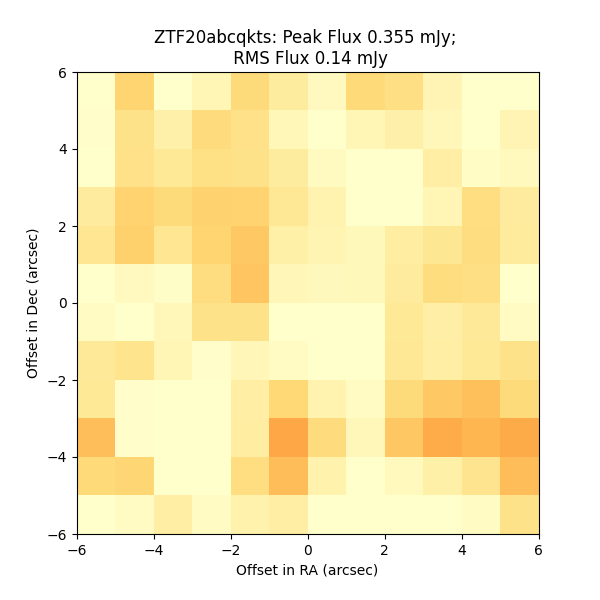 ZTF20abcqkts: Peak Flux 0.355 mJy;
RMS Flux 0.14 mJy
6
4
2
0
−2
−4
−6
Offset in Dec (arcsec)
−6 −4 −2 0 2 4 6
Offset in RA (arcsec)